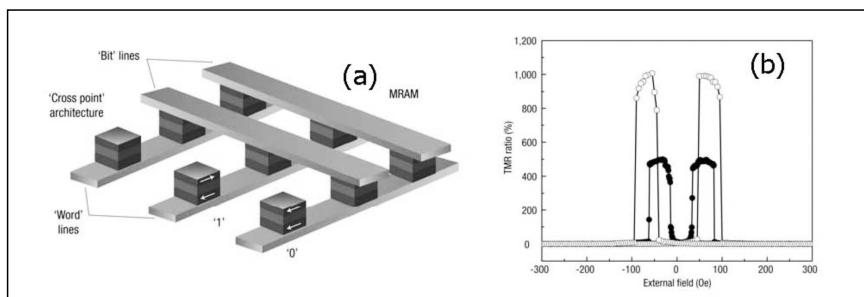 'Bit' lines
(a)
MRAM
'Cross point'
architecture
'Word'
lines
'1'
'0'
(b)
TMR ratio (%)
1,200
1,000
800
600
400
200
0
-300
-200
-100
0
100
200
300
External field (Oe)